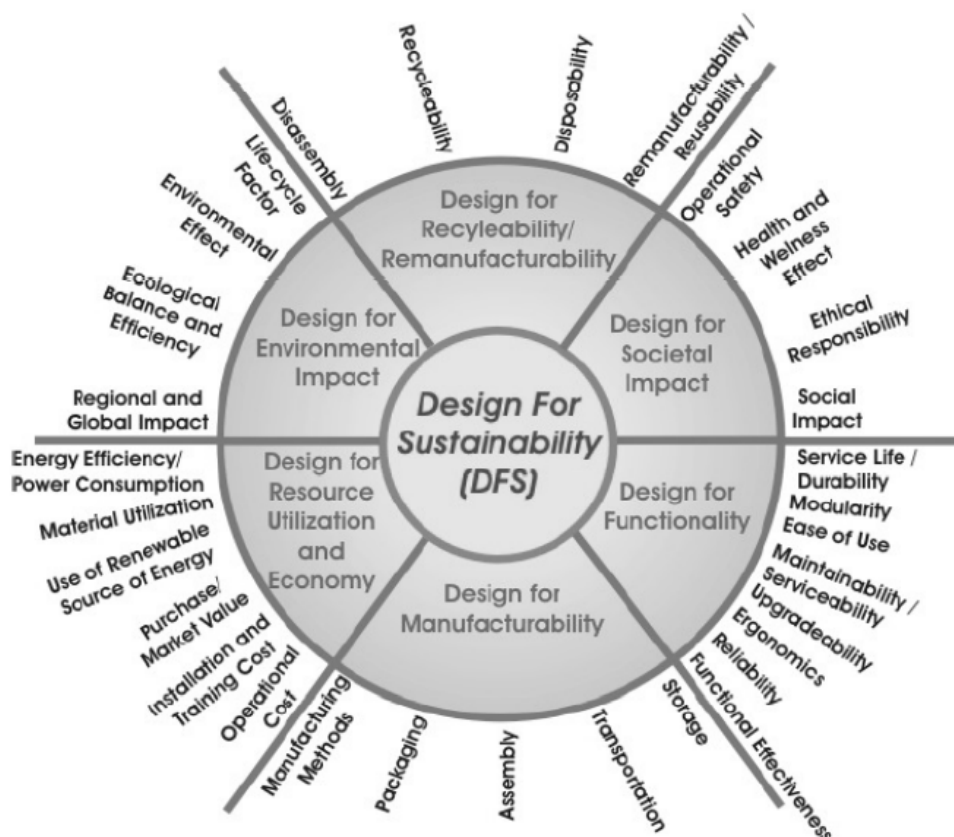 Design For
Sustainability
(DFS)
Design for
Recyleability/
Remanufacturability
Disassembly
Recycleability
Disposability
Remanufacturability/
Reusability
Design for
Societal
Impact
Operational
Safety
Health and
Welness
Effect
Ethical
Responsibility
Social
Impact
Design for
Functionality
Service Life /
Durability
Modularity
Ease of Use
Maintainability /
Serviceability
Upgradeability
Ergonomics
Reliability
Functional Effectiveness
Design for
Manufacturability
Storage
Transportation
Assembly
Packaging
Manufacturing
Methods
Design for
Resource
Utilization
and
Economy
Operational
Cost
Installation and
Training Cost
Purchase/
Market Value
Use of Renewable
Source of Energy
Material Utilization
Energy Efficiency/
Power Consumption
Design for
Environmental
Impact
Regional and
Global Impact
Ecological
Balance and
Efficiency
Environmental
Effect
Life-cycle
Factor